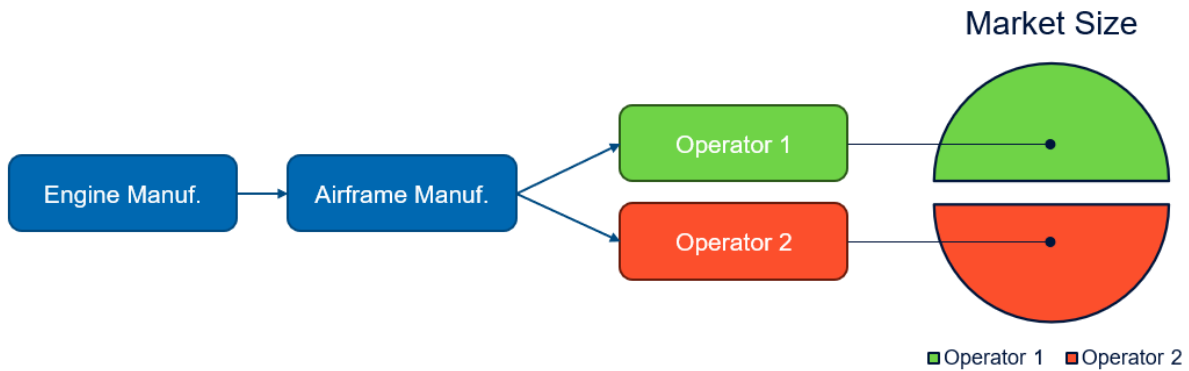 Market Size
Engine Manuf.
Airframe Manuf.
Operator 1
Operator 2
Operator 1
Operator 2